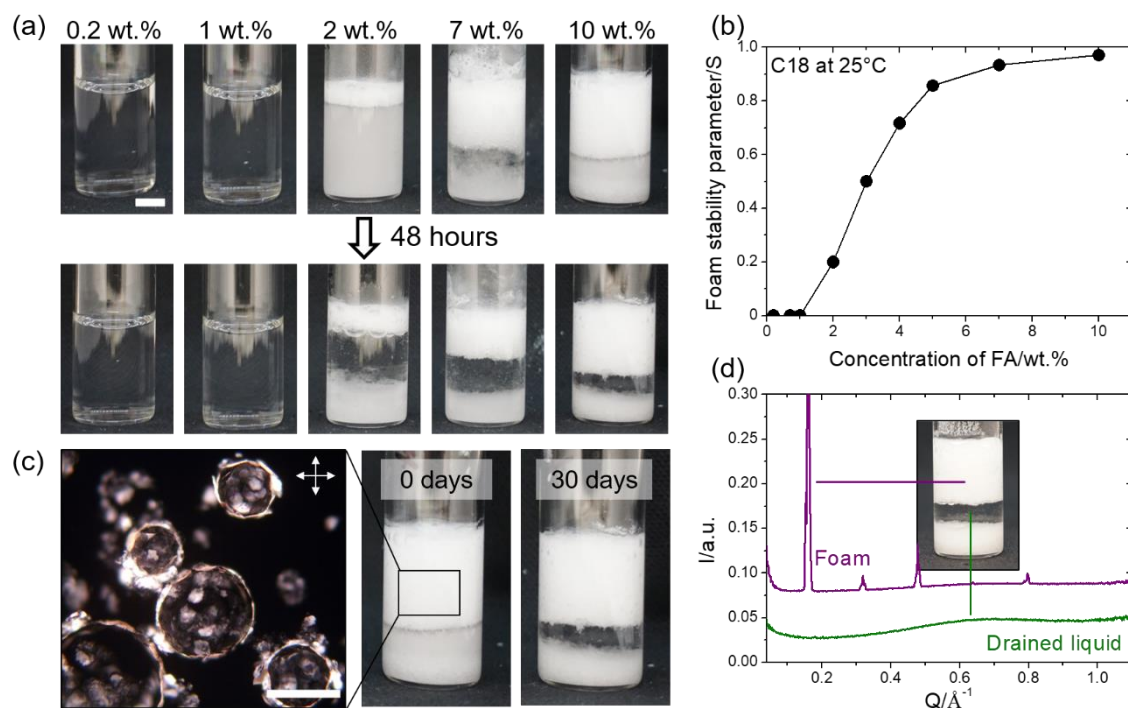 (a)
0.2 wt.% 1 wt.% 2 wt.% 7 wt.% 10 wt.%
48 hours
(b)
C18 at 25°C
Foam stability parameter/S
1.0
0.8
0.6
0.4
0.2
0
0 2 4 6 8 10
Concentration of FA/wt.%
(c)
0 days
30 days
(d)
I/a.u.
0.30
0.25
0.20
0.15
0.10
0.05
0.00
Foam
Drained liquid
0.2 0.4 0.6 0.8 1.0
Q/Å⁻¹